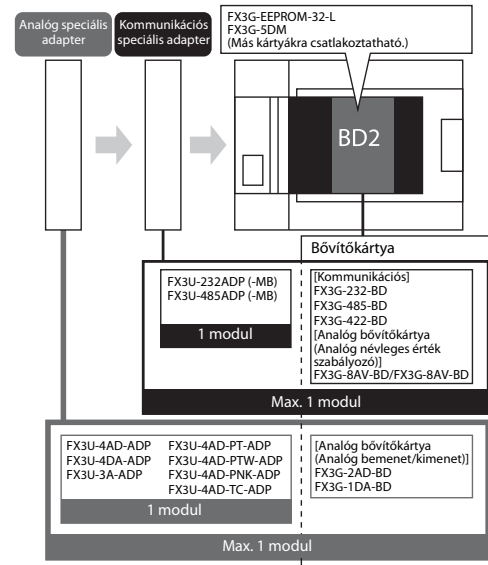 Analóg speciális
adapter
Kommunikációs
speciális adapter
FX3G-EEPROM-32-L
FX3G-5DM
(Más kártyákra csatlakoztatható.)
BD2
Bővítőkártya
FX3U-232ADP (-MB)
FX3U-485ADP (-MB)
1 modul
[Kommunikációs]
FX3G-232-BD
FX3G-485-BD
FX3G-422-BD
[Analóg bővítőkártya
(Analóg névleges érték
szabályozó)]
FX3G-8AV-BD/FX3G-8AV-BD
Max. 1 modul
FX3U-4AD-ADP
FX3U-4DA-ADP
FX3U-3A-ADP
FX3U-4AD-PT-ADP
FX3U-4AD-PTW-ADP
FX3U-4AD-PNK-ADP
FX3U-4AD-TC-ADP
1 modul
[Analóg bővítőkártya
(Analóg bemenet/kimenet)]
FX3G-2AD-BD
FX3G-1DA-BD
Max. 1 modul